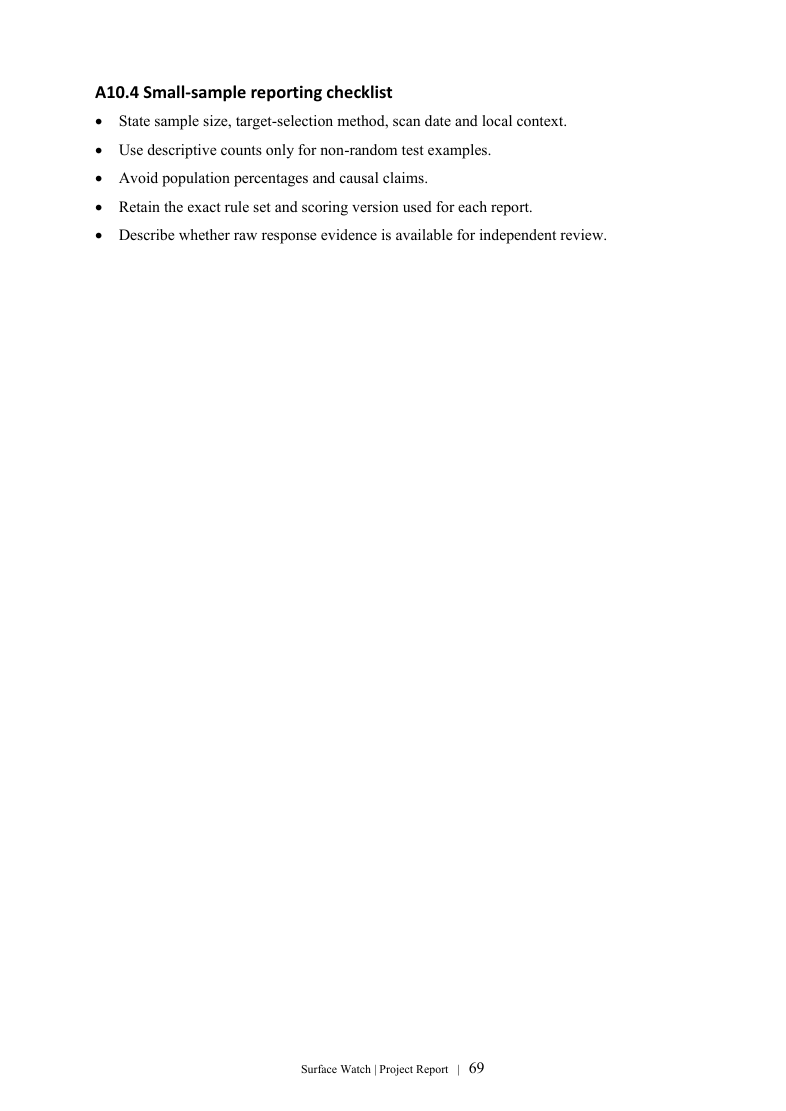 A10.4 Small-sample reporting checklist
• State sample size, target-selection method, scan date and local context.
• Use descriptive counts only for non-random test examples.
• Avoid population percentages and causal claims.
• Retain the exact rule set and scoring version used for each report.
• Describe whether raw response evidence is available for independent review.
Surface Watch | Project Report | 69